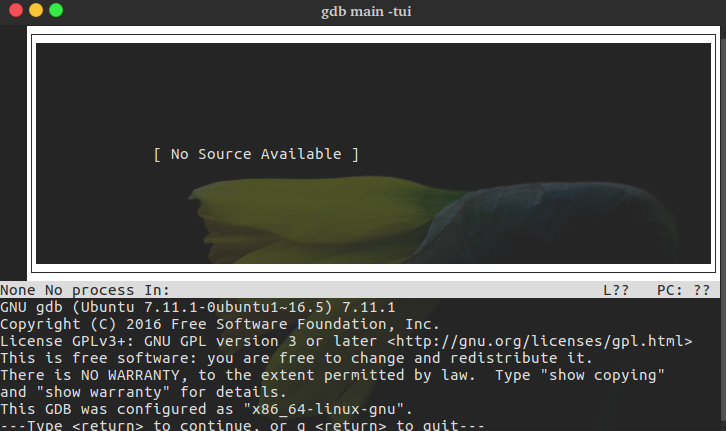 gdb main -tui
[ No Source Available ]
None No process In: L?? PC: ??
GNU gdb (Ubuntu 7.11.1-0ubuntu1~16.5) 7.11.1
Copyright (C) 2016 Free Software Foundation, Inc.
License GPLv3+: GNU GPL version 3 or later <http://gnu.org/licenses/gpl.html>
This is free software: you are free to change and redistribute it.
There is NO WARRANTY, to the extent permitted by law.  Type "show copying"
and "show warranty" for details.
This GDB was configured as "x86_64-linux-gnu".
---Type <return> to continue, or q <return> to quit---